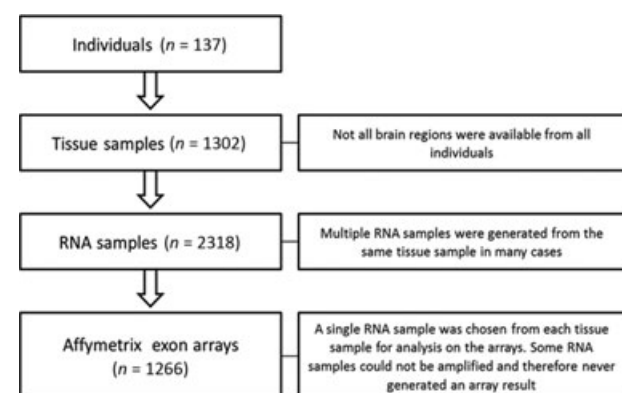 Individuals (n = 137)
Tissue samples (n = 1302)
Not all brain regions were available from all
individuals
RNA samples (n = 2318)
Multiple RNA samples were generated from the
same tissue sample in many cases
Affymetrix exon arrays
(n = 1266)
A single RNA sample was chosen from each tissue
sample for analysis on the arrays. Some RNA
samples could not be amplified and therefore never
generated an array result